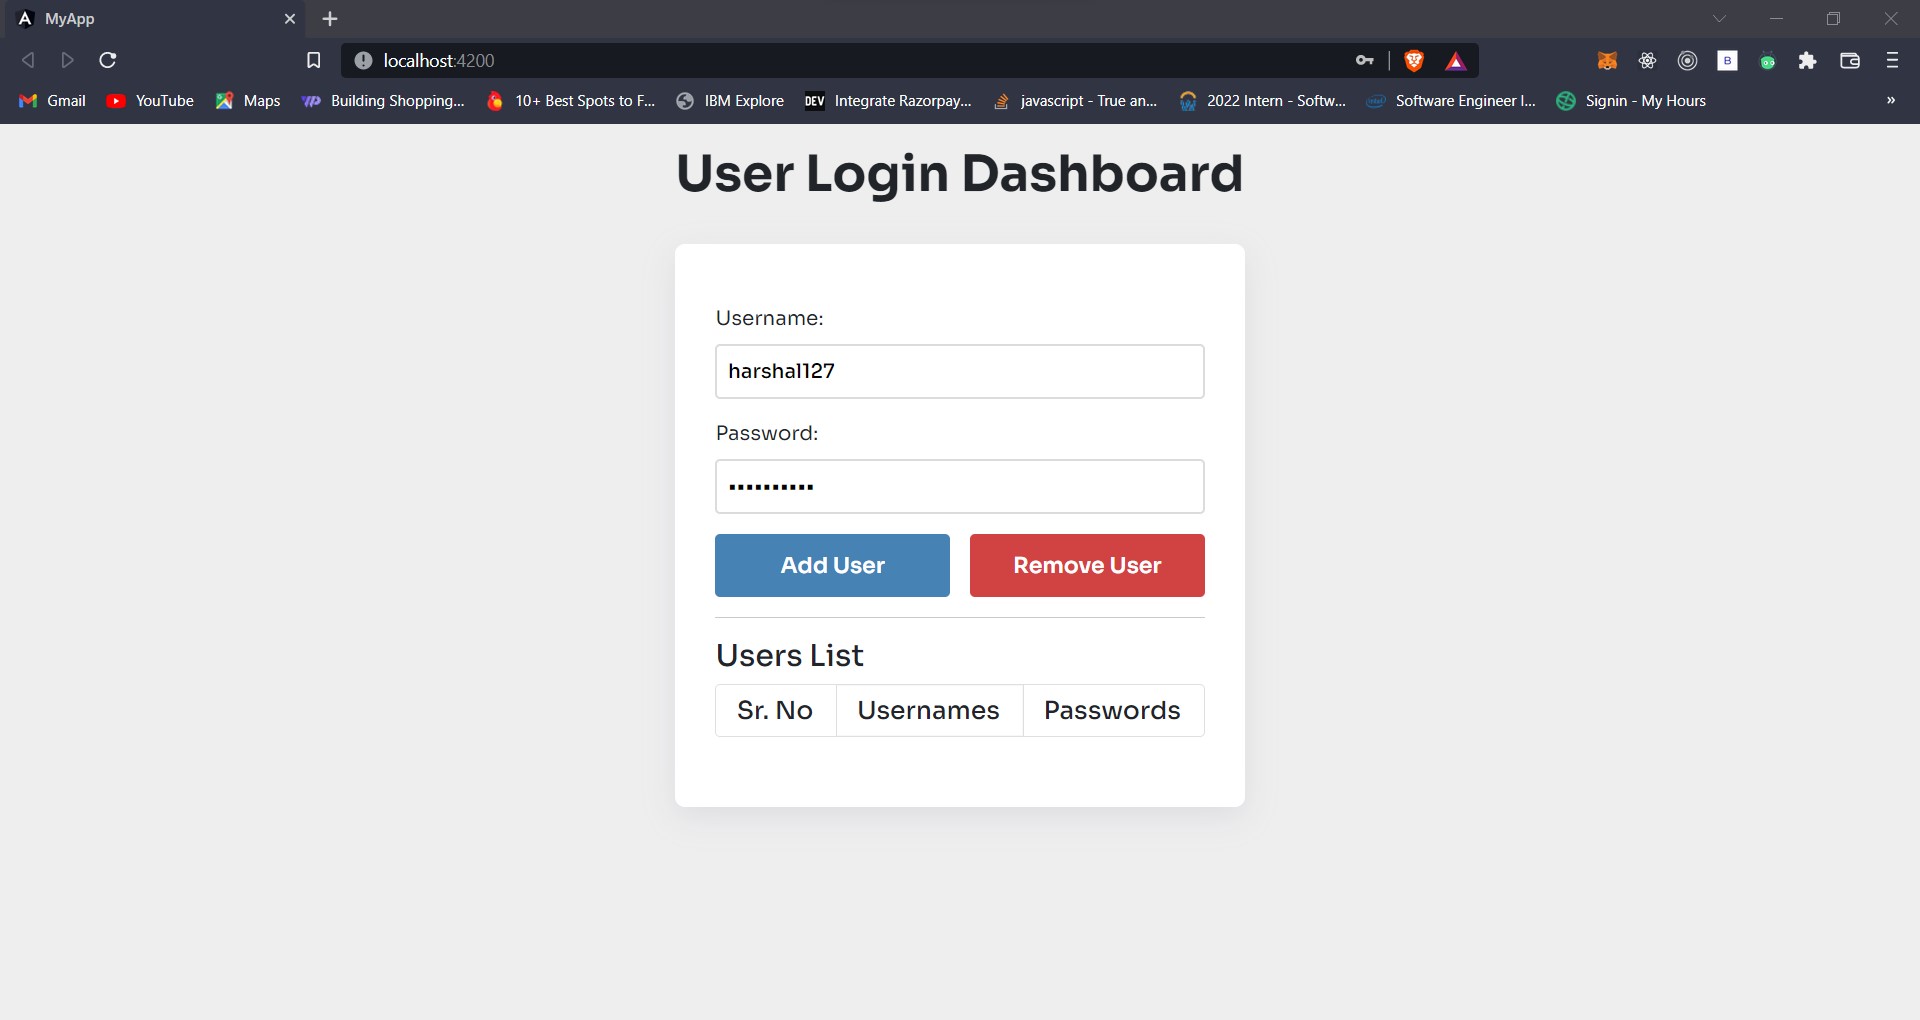 MyApp
localhost:4200
Gmail YouTube Maps Building Shopping... 10+ Best Spots to F... IBM Explore DEV Integrate Razorpay... javascript - True an... 2022 Intern - Softw... Software Engineer I... Signin - My Hours »
User Login Dashboard
Username:
harshal127
Password:
Add User Remove User
Users List
Sr. No Usernames Passwords